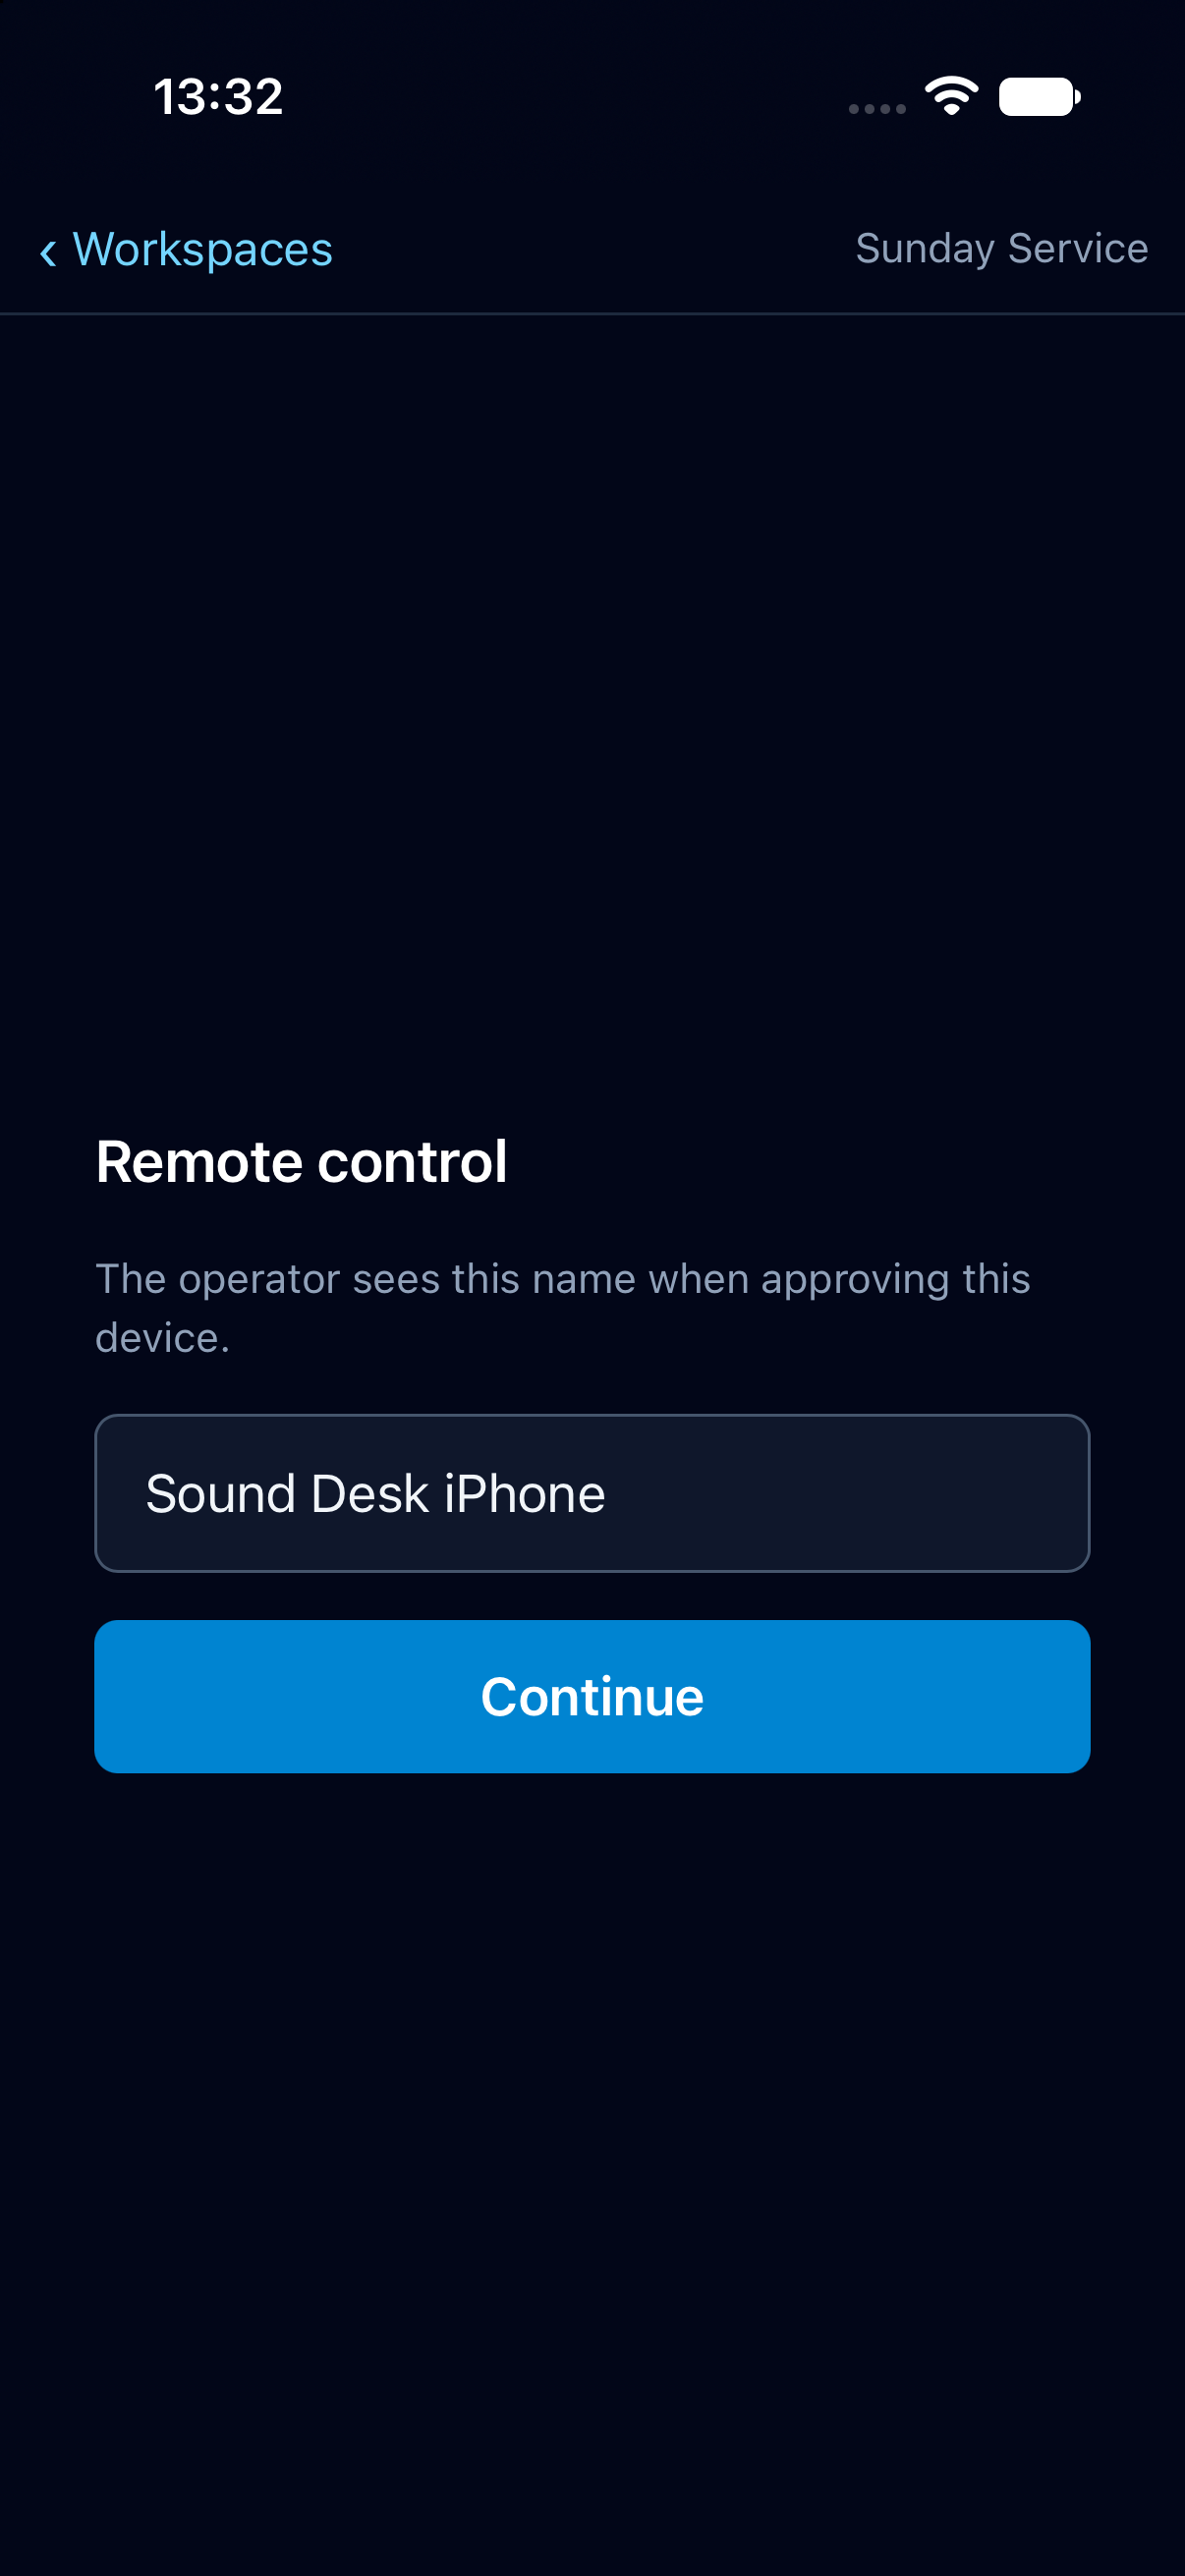 13:32
‹ Workspaces
Sunday Service
Remote control
The operator sees this name when approving this
device.
Sound Desk iPhone
Continue